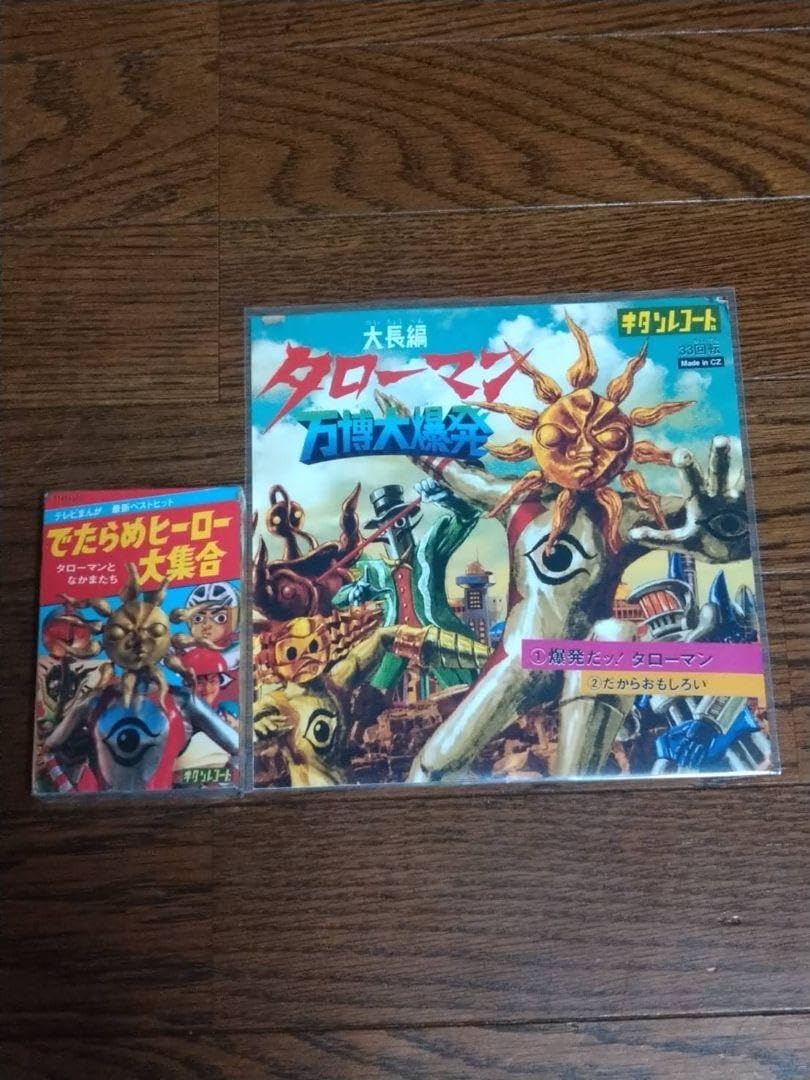 大長編
タローマン
万博大爆発
キタンレコード
33回転
Made in CZ
①爆発だッ!タローマン
②だからおもしろい
テレビまんが 最新ベストヒット
でたらめヒーロー
大集合
タローマンと
なかまたち
キタンレコード